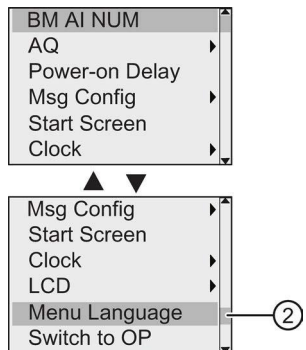 BM AI NUM
AQ
Power-on Delay
Msg Config
Start Screen
Clock
Msg Config
Start Screen
Clock
LCD
Menu Language
2
Switch to OP